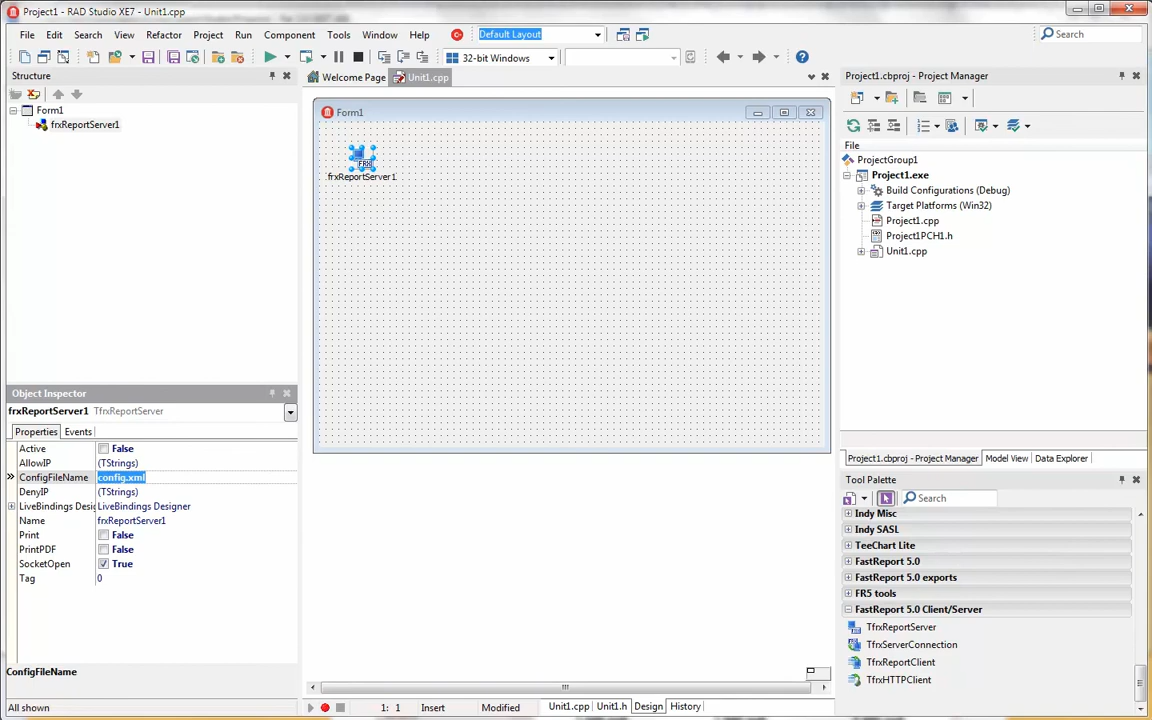 Project1 - RAD Studio XE7 - Unit1.cpp
File Edit Search View Refactor Project Run Component Tools Window Help Default Layout Search
32-bit Windows
Structure
Form1
frxReportServer1
Object Inspector
frxReportServer1 TfrxReportServer
Properties Events
Active False
AllowIP (TStrings)
ConfigFileName config.xml
DenyIP (TStrings)
LiveBindings Desig LiveBindings Designer
Name frxReportServer1
Print False
PrintPDF False
SocketOpen True
Tag 0
ConfigFileName
All shown
Welcome Page Unit1.cpp
Form1
FRX
frxReportServer1
1: 1 Insert Modified Unit1.cpp Unit1.h Design History
Project1.cbproj - Project Manager
File
ProjectGroup1
Project1.exe
Build Configurations (Debug)
Target Platforms (Win32)
Project1.cpp
Project1PCH1.h
Unit1.cpp
Project1.cbproj - Project Manager Model View Data Explorer
Tool Palette
Search
Indy Misc
Indy SASL
TeeChart Lite
FastReport 5.0
FastReport 5.0 exports
FR5 tools
FastReport 5.0 Client/Server
TfrxReportServer
TfrxServerConnection
TfrxReportClient
TfrxHTTPClient